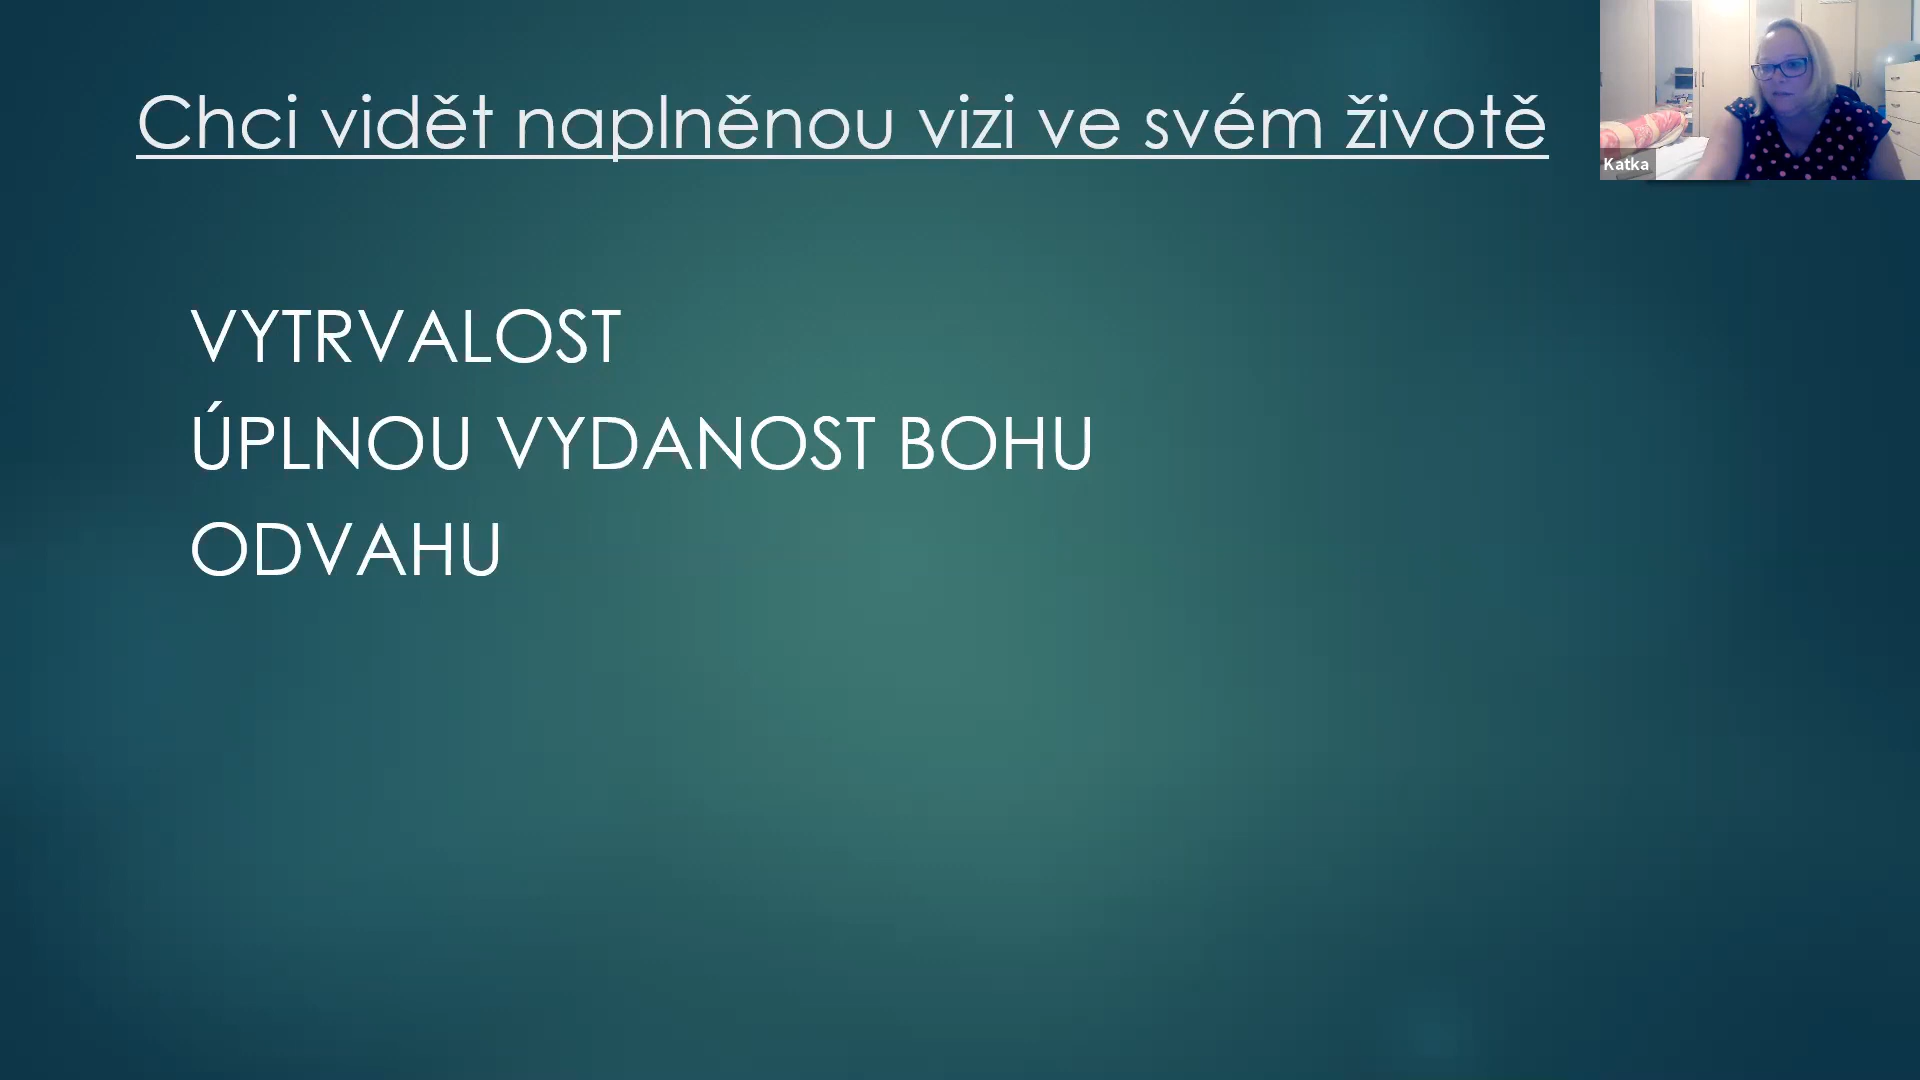 Chci vidět naplněnou vizi ve svém životě
Katka
VYTRVALOST
ÚPLNOU VYDANOST BOHU
ODVAHU